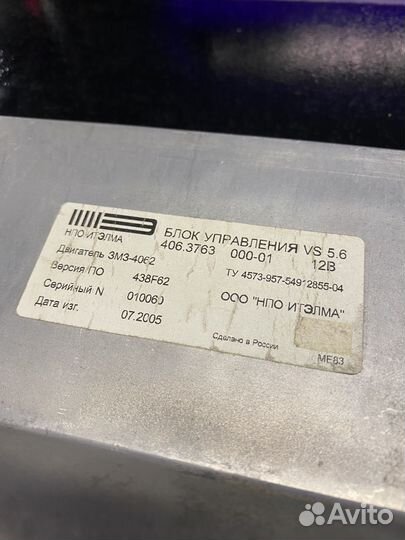 БЛОК УПРАВЛЕНИЯ VS 5.6
НПО ИТЭЛМА 406.3763 000-01 12В
Двигатель ЗМЗ-4062 ТУ 4573-957-54912855-04
Версия ПО 438F62
Серийный N 010060 ООО "НПО ИТЭЛМА"
Дата изг. 07.2005 Сделано в России
МЕ83
Avito